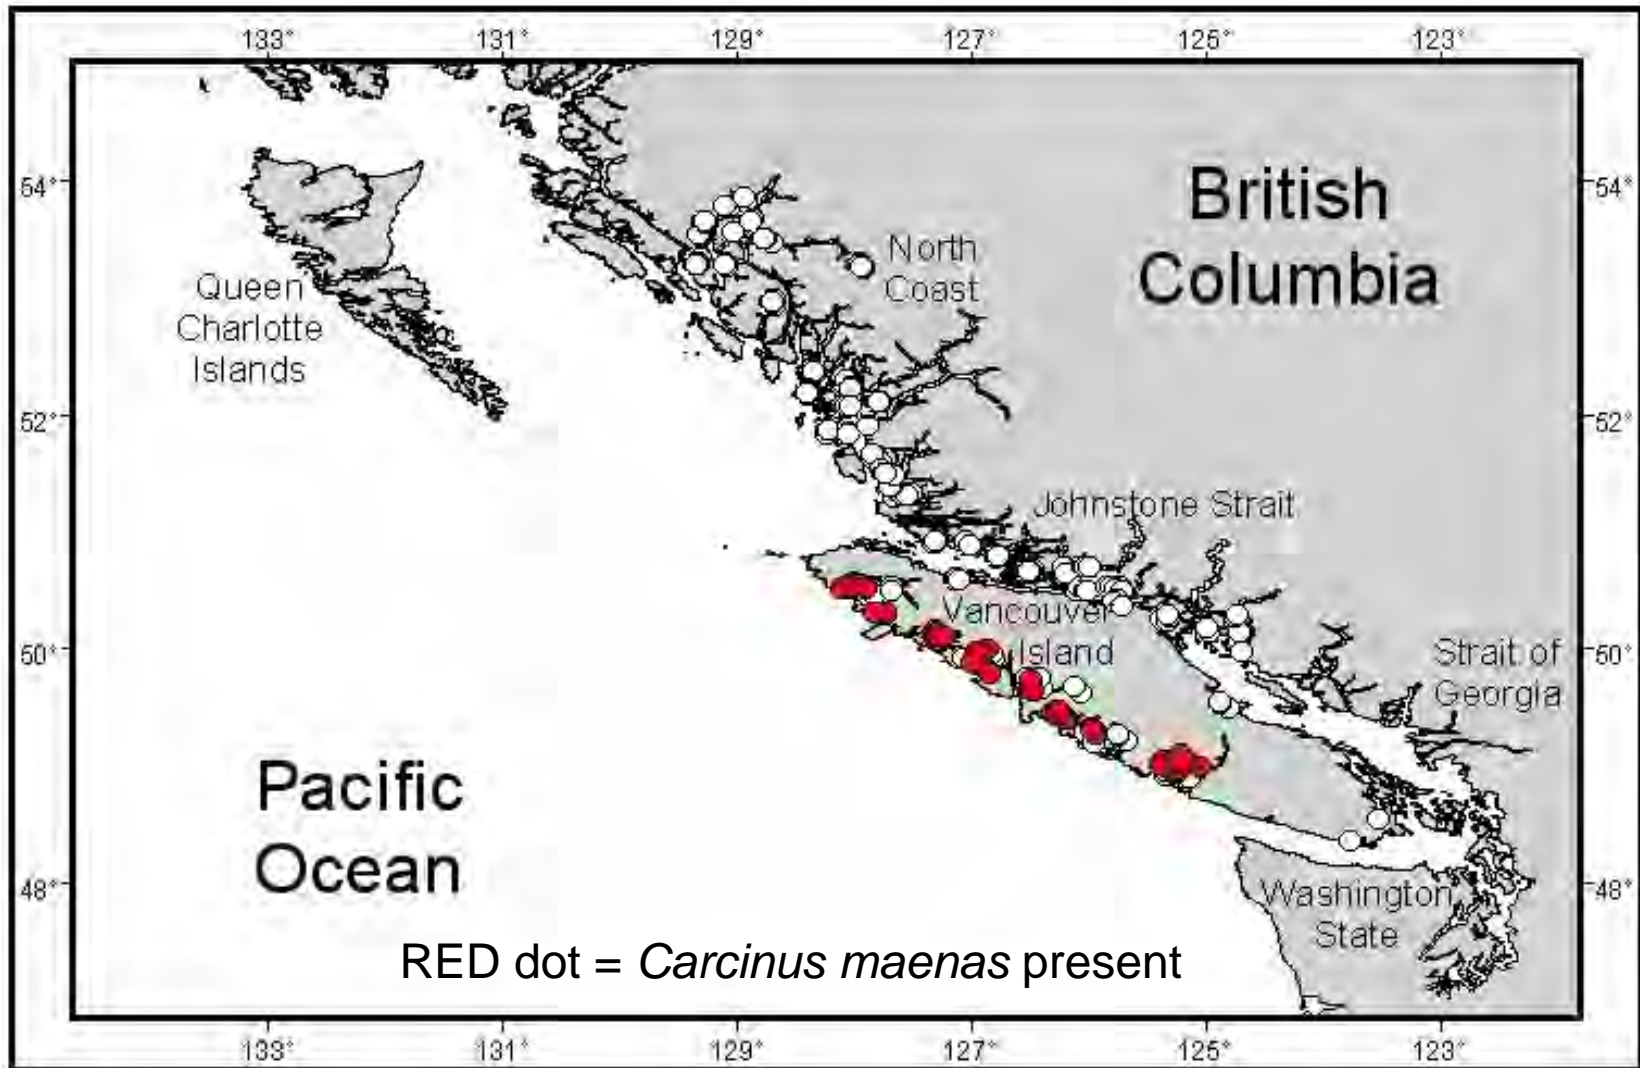 133° 131° 129° 127° 125° 123°
54° 54°
British
Columbia
North
Coast
Queen
Charlotte
Islands
52° 52°
Johnstone Strait
Vancouver
Island
50° 50°
Strait of
Georgia
Pacific
Ocean
48° 48°
Washington
State
RED dot = Carcinus maenas present
133° 131° 129° 127° 125° 123°